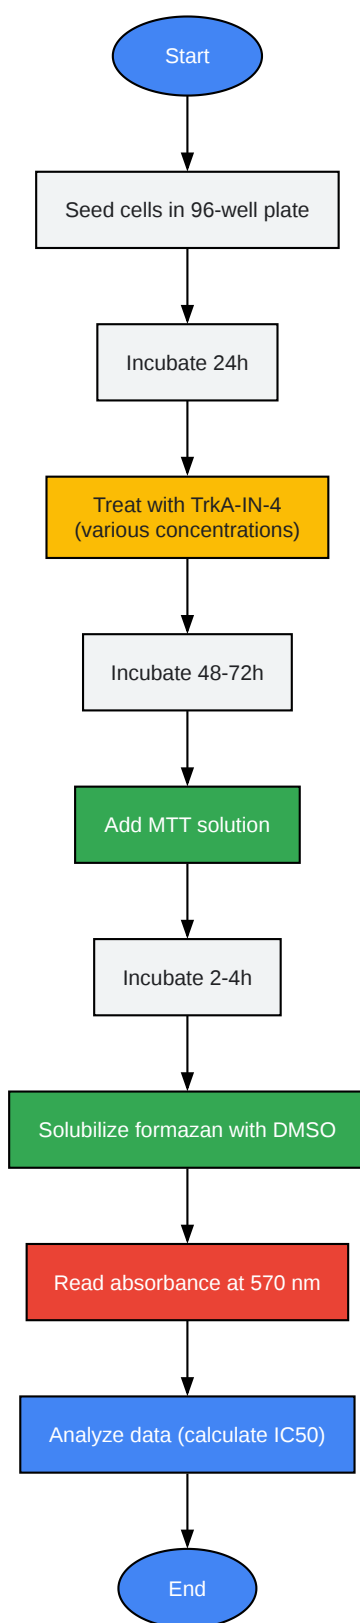 Start
Seed cells in 96-well plate
Incubate 24h
Treat with TrkA-IN-4
(various concentrations)
Incubate 48-72h
Add MTT solution
Incubate 2-4h
Solubilize formazan with DMSO
Read absorbance at 570 nm
Analyze data (calculate IC50)
End